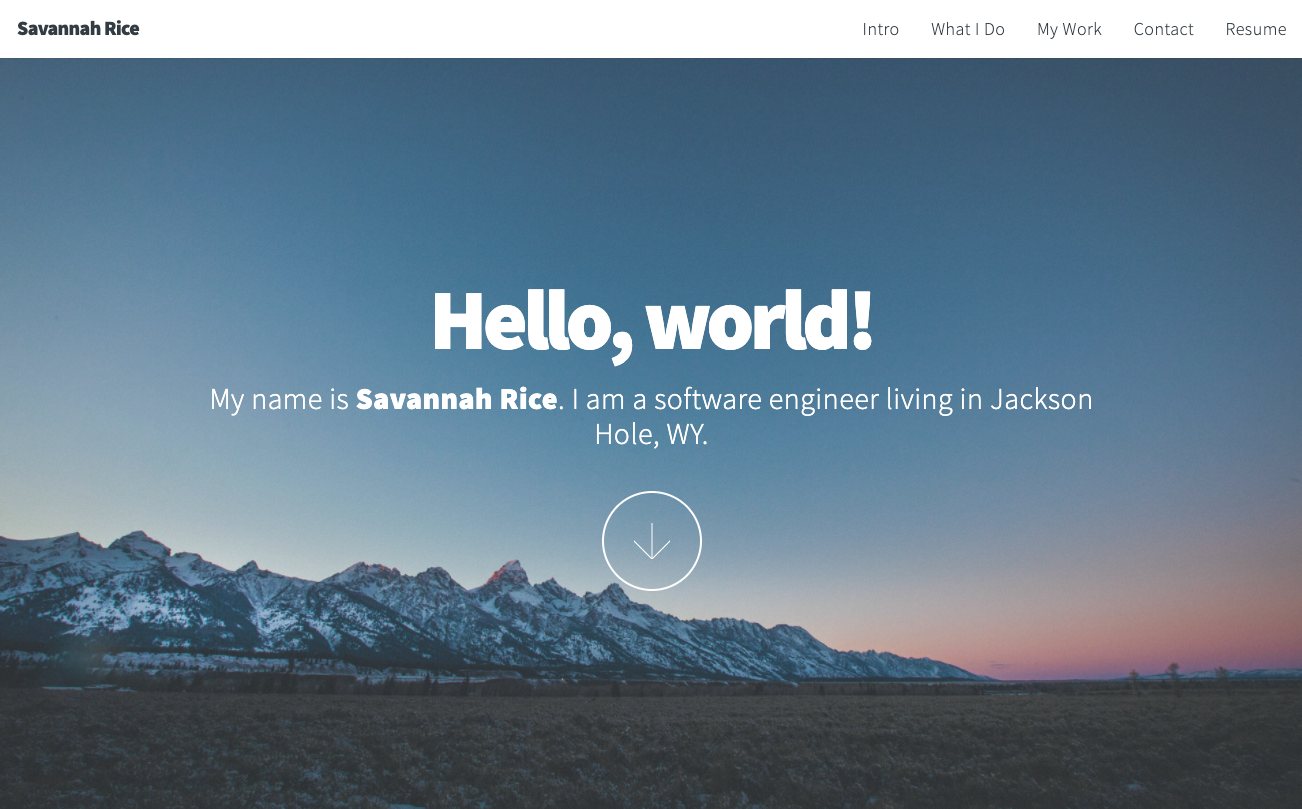 Savannah Rice
Intro What I Do My Work Contact Resume
Hello, world!
My name is Savannah Rice. I am a software engineer living in Jackson
Hole, WY.